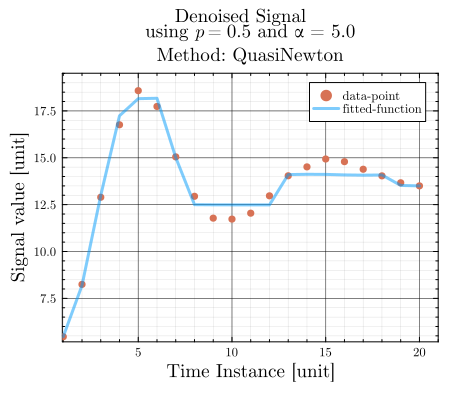 Denoised Signal
using p = 0.5 and α = 5.0
Method: QuasiNewton
data-point
fitted-function
Signal value [unit]
17.5
15.0
12.5
10.0
7.5
5 10 15 20
Time Instance [unit]